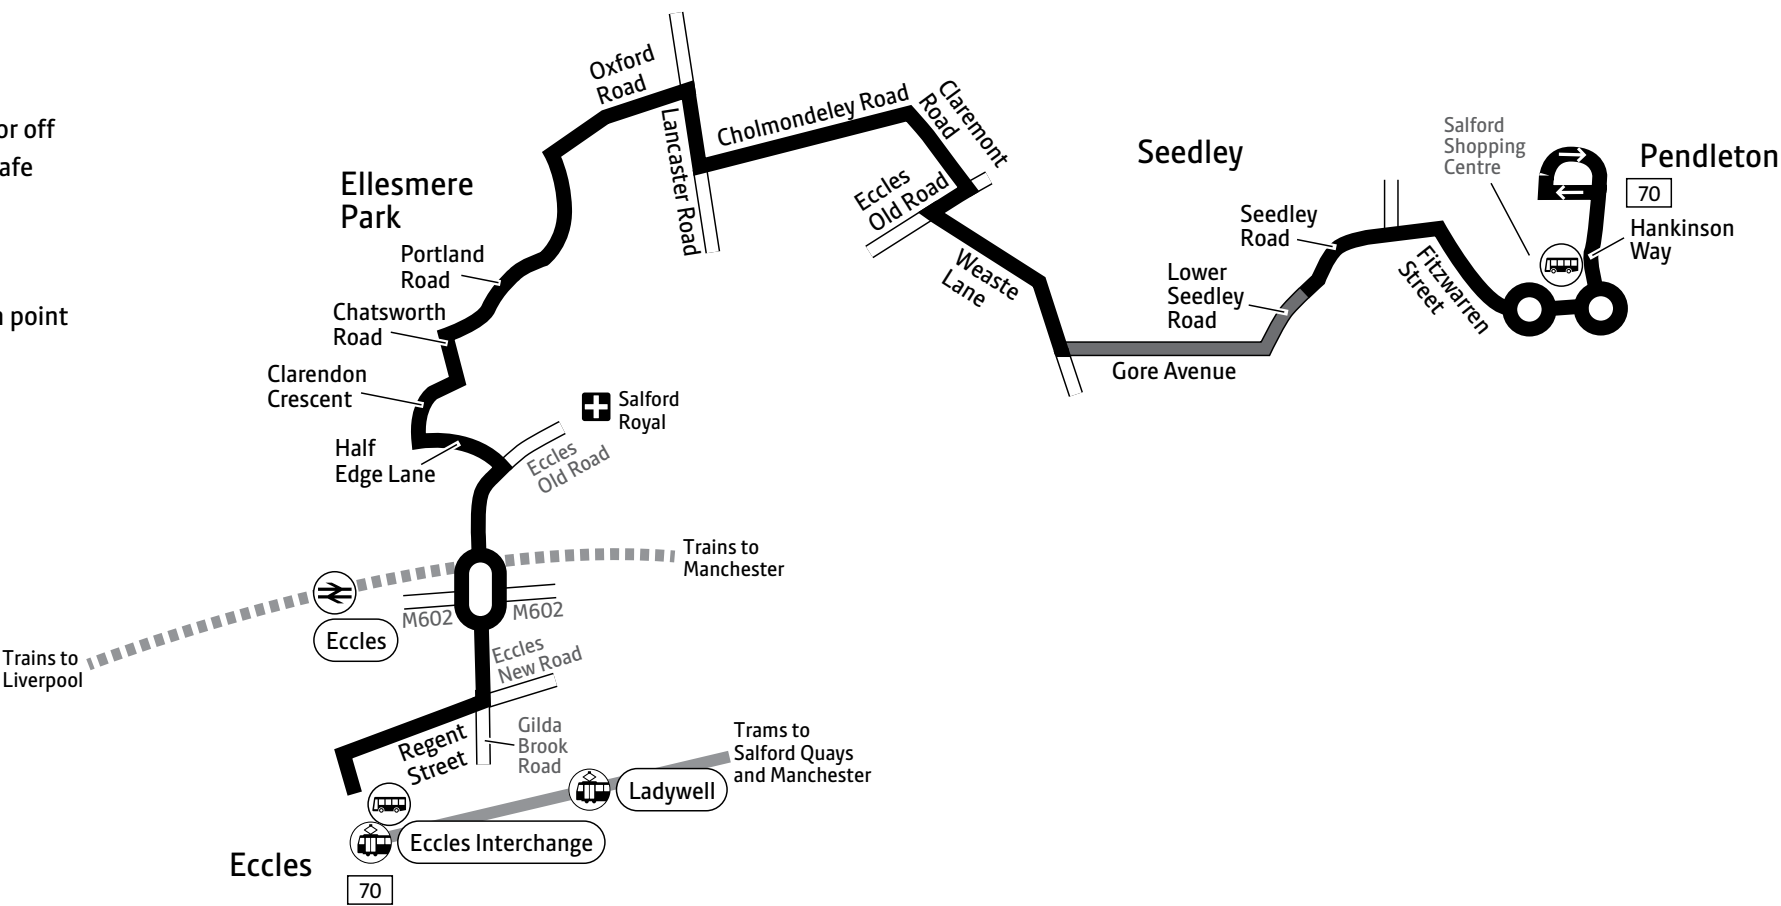 or off
afe
n point
Oxford
Road
Lancaster Road
Cholmondeley Road
Claremont
Road
Ellesmere
Park
Portland
Road
Chatsworth
Road
Clarendon
Crescent
Half
Edge Lane
Salford
Royal
Eccles
Old Road
Eccles
Old Road
Weaste
Lane
Seedley
Seedley
Road
Lower
Seedley
Road
Gore Avenue
Fitzwarren
Street
Salford
Shopping
Centre
Pendleton
70
Hankinson
Way
Trains to
Manchester
M602
M602
Eccles
Trains to
Liverpool
Eccles
New Road
Regent
Street
Gilda
Brook
Road
Trams to
Salford Quays
and Manchester
Ladywell
Eccles Interchange
Eccles
70